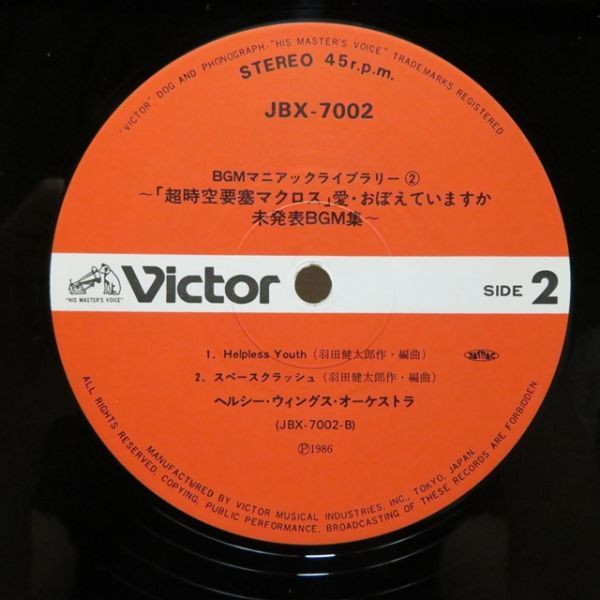 "VICTOR" DOG AND PHONOGRAPH · "HIS MASTER'S VOICE" TRADEMARKS REGISTERED
STEREO 45r.p.m.
JBX-7002
BGMマニアックライブラリー②
〜「超時空要塞マクロス」愛・おぼえていますか
未発表BGM集〜
Victor
"HIS MASTER'S VOICE"
SIDE 2
1. Helpless Youth (羽田健太郎作・編曲)
2. スペースクラッシュ (羽田健太郎作・編曲)
ヘルシー・ウィングス・オーケストラ
(JBX-7002-B)
Ⓟ1986
MANUFACTURED BY VICTOR MUSICAL INDUSTRIES, INC., TOKYO, JAPAN.
ALL RIGHTS RESERVED, COPYING, PUBLIC PERFORMANCE, BROADCASTING OF THESE RECORDS ARE FORBIDDEN.